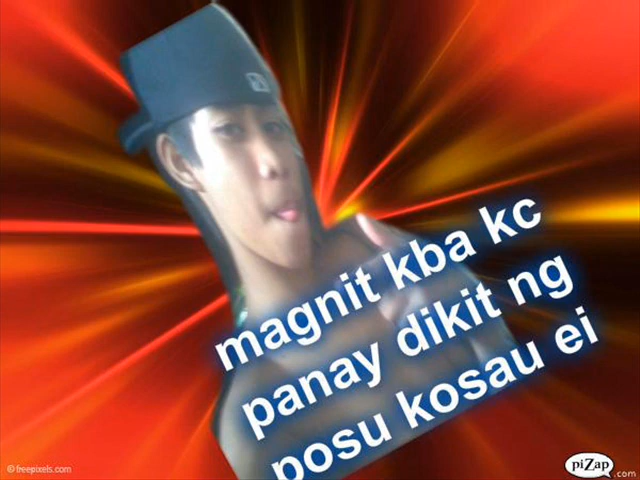 magnit kba kc
panay dikit ng
posu kosau ei
©freepixels.com
piZap
.com